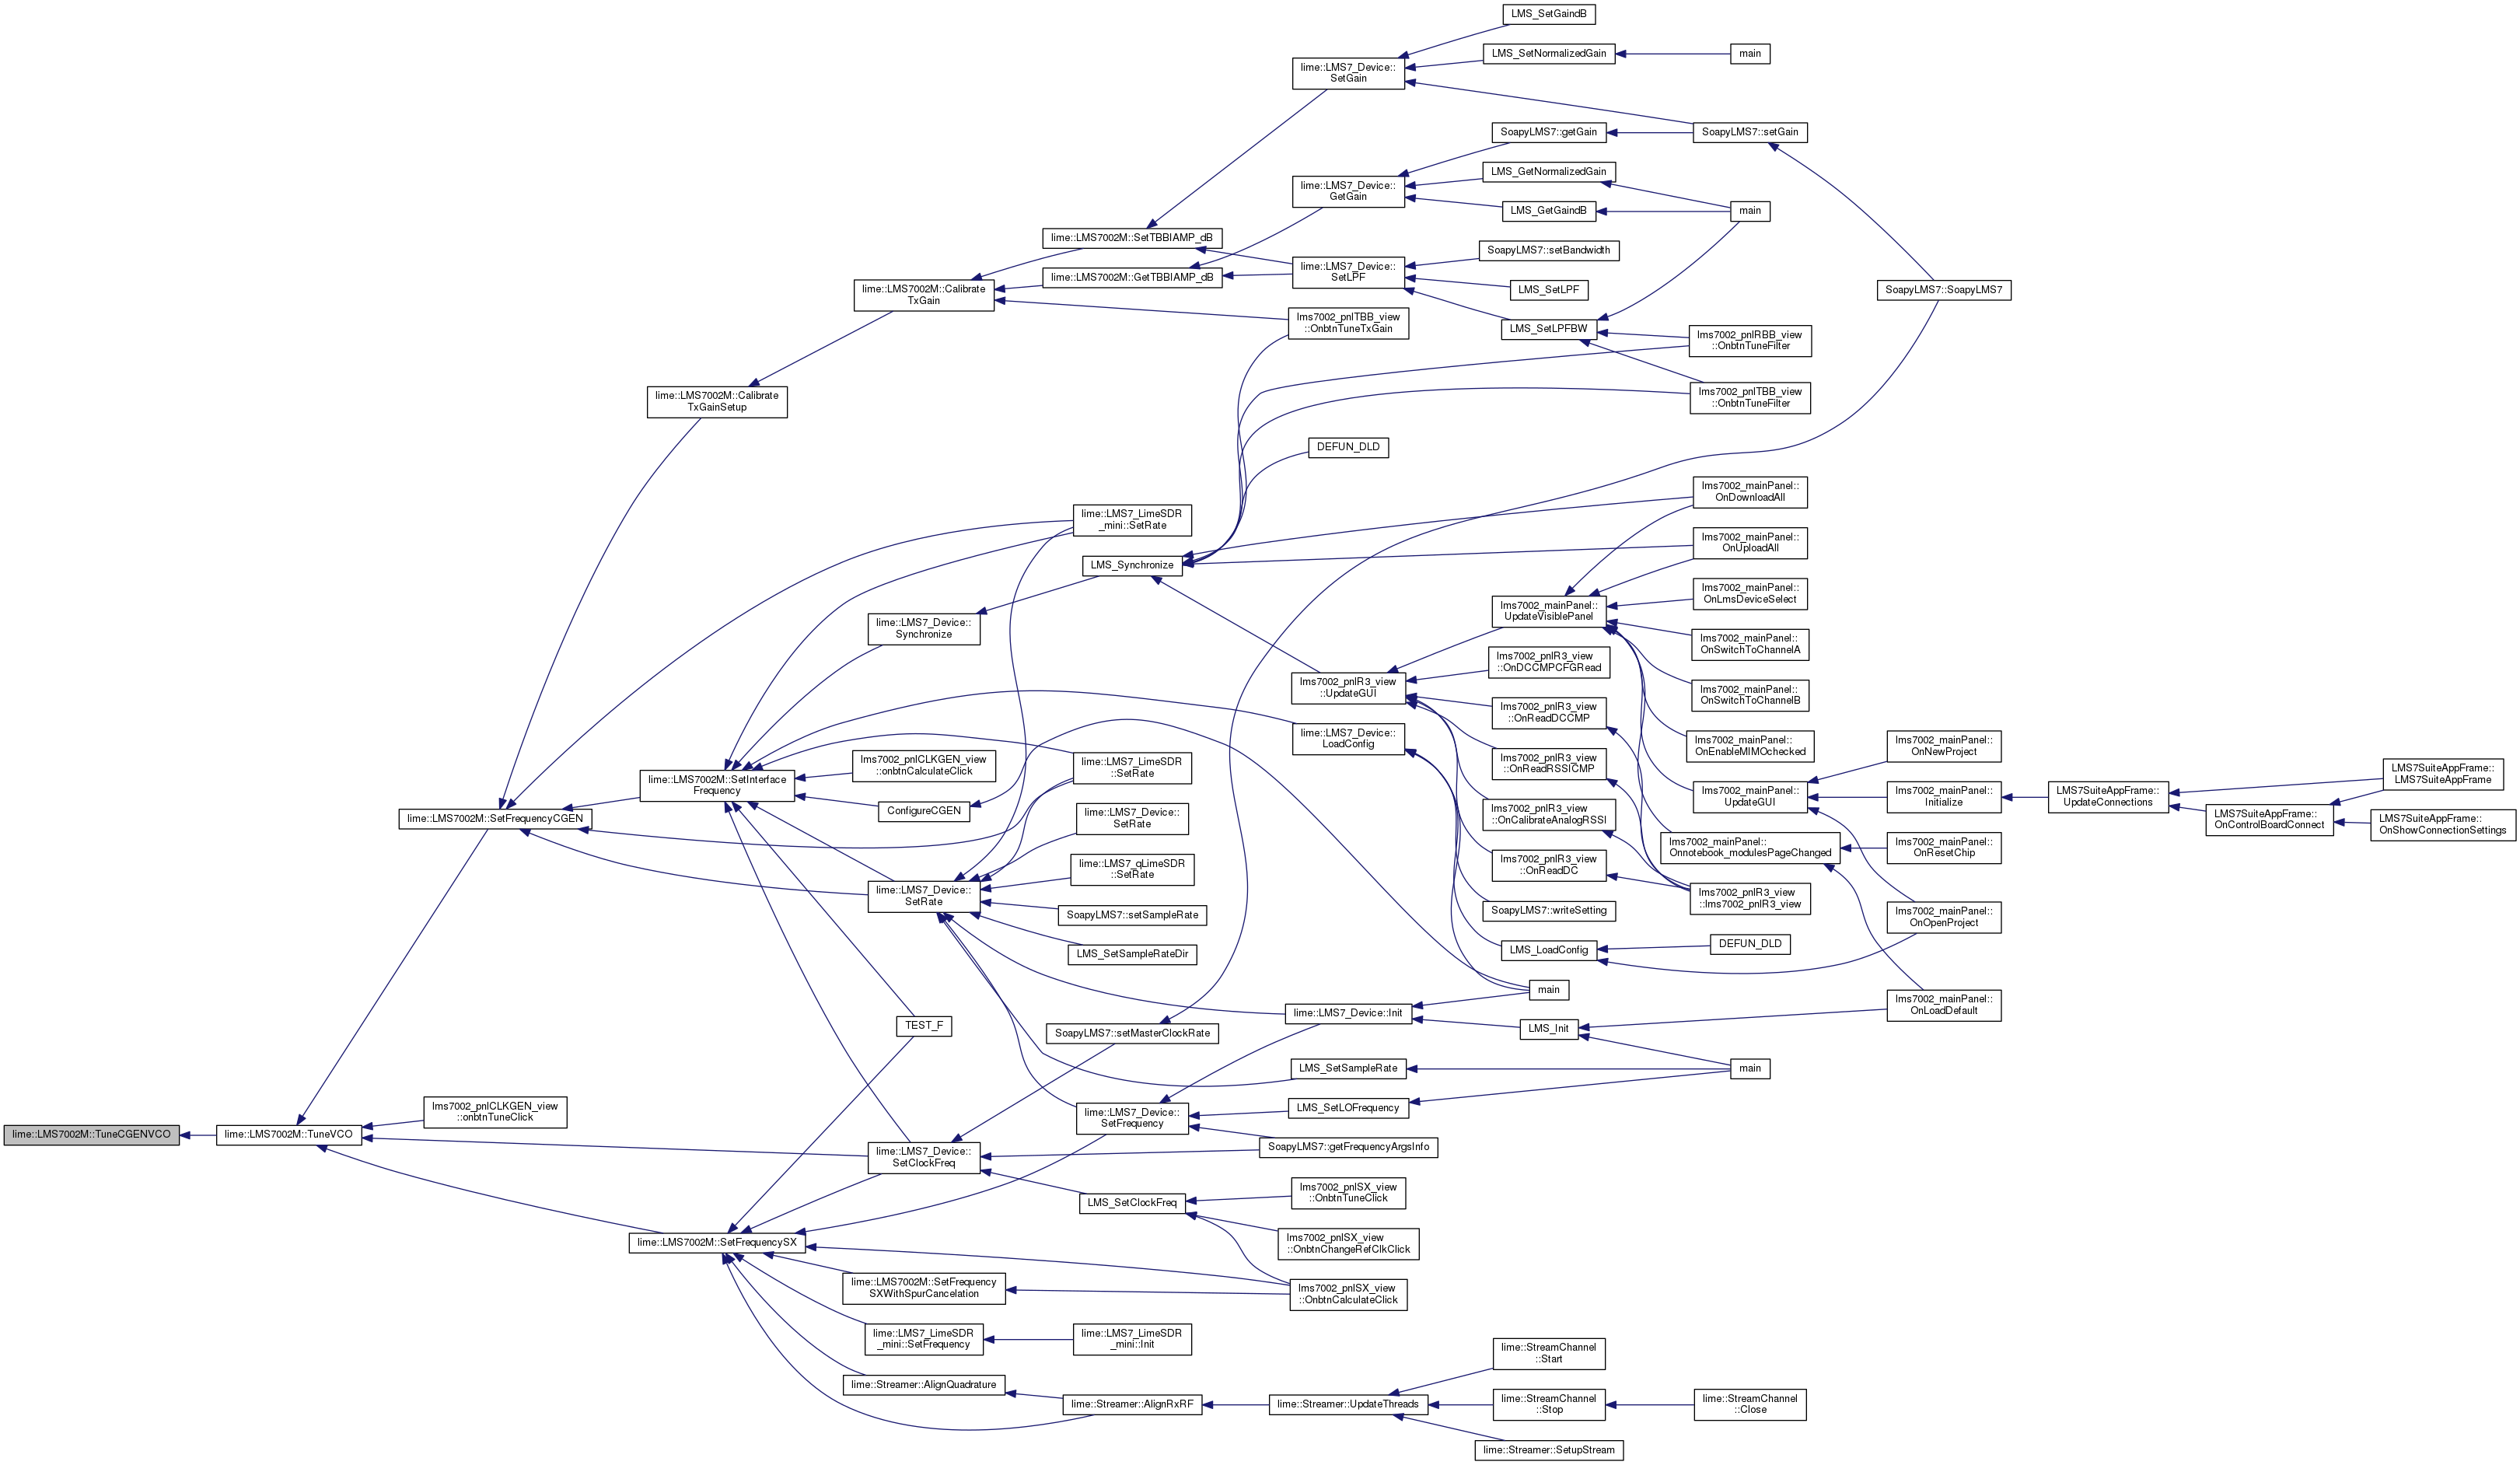 lime::LMS7002M::TuneCGENVCO
lime::LMS7002M::TuneVCO
lime::LMS7002M::SetFrequencyCGEN
lms7002_pnlCLKGEN_view
::onbtnTuneClick
lime::LMS7002M::Calibrate
TxGainSetup
lime::LMS7002M::SetInterface
Frequency
lime::LMS7002M::SetFrequencySX
lime::LMS7002M::Calibrate
TxGain
lime::LMS7_Device::
Synchronize
lms7002_pnlCLKGEN_view
::onbtnCalculateClick
ConfigureCGEN
lime::LMS7_Device::
SetRate
TEST_F
lime::LMS7_Device::
SetClockFreq
lime::LMS7002M::SetFrequency
SXWithSpurCancelation
lime::LMS7_LimeSDR
_mini::SetFrequency
lime::Streamer::AlignQuadrature
lime::LMS7002M::SetTBBIAMP_dB
lime::LMS7002M::GetTBBIAMP_dB
lime::LMS7_LimeSDR
_mini::SetRate
LMS_Synchronize
lime::LMS7_LimeSDR
::SetRate
lime::LMS7_Device::
SetRate
lime::LMS7_qLimeSDR
::SetRate
SoapyLMS7::setSampleRate
LMS_SetSampleRateDir
SoapyLMS7::setMasterClockRate
lime::LMS7_Device::
SetFrequency
LMS_SetClockFreq
lime::LMS7_LimeSDR
_mini::Init
lime::Streamer::AlignRxRF
lime::LMS7_Device::
SetGain
lime::LMS7_Device::
GetGain
lime::LMS7_Device::
SetLPF
lms7002_pnlTBB_view
::OnbtnTuneTxGain
DEFUN_DLD
lms7002_pnlR3_view
::UpdateGUI
lime::LMS7_Device::
LoadConfig
lime::LMS7_Device::Init
LMS_SetSampleRate
LMS_SetLOFrequency
SoapyLMS7::getFrequencyArgsInfo
lms7002_pnlSX_view
::OnbtnTuneClick
lms7002_pnlSX_view
::OnbtnChangeRefClkClick
lms7002_pnlSX_view
::OnbtnCalculateClick
lime::Streamer::UpdateThreads
LMS_SetGaindB
LMS_SetNormalizedGain
SoapyLMS7::getGain
LMS_GetNormalizedGain
LMS_GetGaindB
SoapyLMS7::setBandwidth
LMS_SetLPF
LMS_SetLPFBW
lms7002_mainPanel::
UpdateVisiblePanel
lms7002_pnlR3_view
::OnDCCMPCFGRead
lms7002_pnlR3_view
::OnReadDCCMP
lms7002_pnlR3_view
::OnReadRSSICMP
lms7002_pnlR3_view
::OnCalibrateAnalogRSSI
lms7002_pnlR3_view
::OnReadDC
SoapyLMS7::writeSetting
LMS_LoadConfig
main
LMS_Init
lime::StreamChannel
::Start
lime::StreamChannel
::Stop
lime::Streamer::SetupStream
main
SoapyLMS7::setGain
main
lms7002_pnlRBB_view
::OnbtnTuneFilter
lms7002_pnlTBB_view
::OnbtnTuneFilter
lms7002_mainPanel::
OnDownloadAll
lms7002_mainPanel::
OnUploadAll
lms7002_mainPanel::
OnLmsDeviceSelect
lms7002_mainPanel::
OnSwitchToChannelA
lms7002_mainPanel::
OnSwitchToChannelB
lms7002_mainPanel::
OnEnableMIMOchecked
lms7002_mainPanel::
UpdateGUI
lms7002_mainPanel::
Onnotebook_modulesPageChanged
lms7002_pnlR3_view
::lms7002_pnlR3_view
DEFUN_DLD
main
lime::StreamChannel
::Close
SoapyLMS7::SoapyLMS7
lms7002_mainPanel::
OnNewProject
lms7002_mainPanel::
Initialize
lms7002_mainPanel::
OnResetChip
lms7002_mainPanel::
OnOpenProject
lms7002_mainPanel::
OnLoadDefault
LMS7SuiteAppFrame::
UpdateConnections
LMS7SuiteAppFrame::
OnControlBoardConnect
LMS7SuiteAppFrame::
LMS7SuiteAppFrame
LMS7SuiteAppFrame::
OnShowConnectionSettings